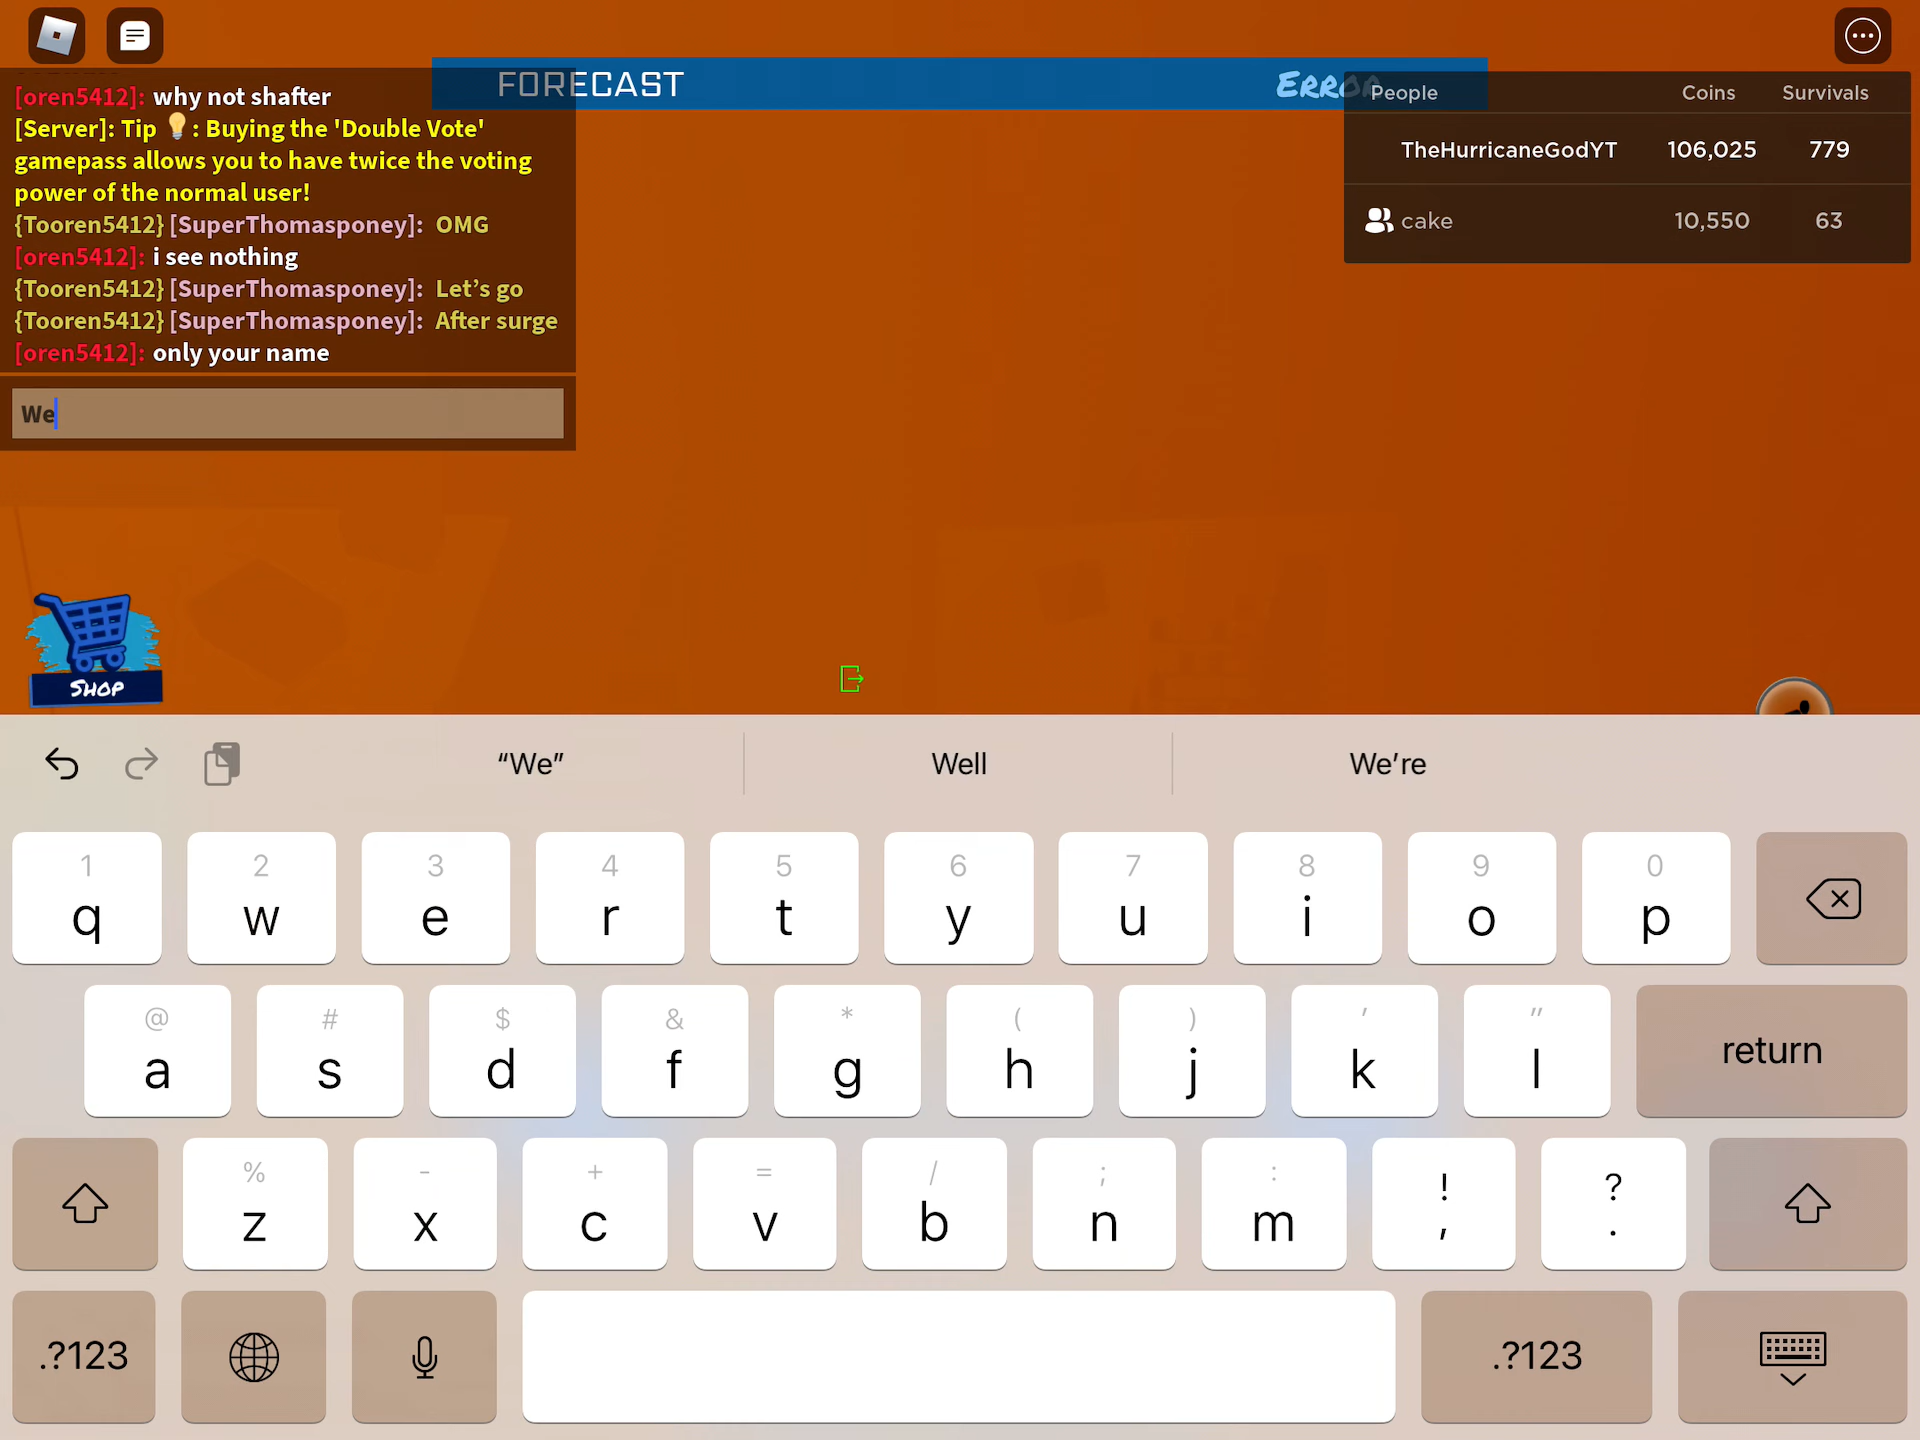 FORECAST
Error
[oren5412]: why not shafter
[Server]: Tip 💡: Buying the 'Double Vote'
gamepass allows you to have twice the voting
power of the normal user!
{Tooren5412} [SuperThomasponey]: OMG
[oren5412]: i see nothing
{Tooren5412} [SuperThomasponey]: Let's go
{Tooren5412} [SuperThomasponey]: After surge
[oren5412]: only your name
We
People Coins Survivals
TheHurricaneGodYT 106,025 779
cake 10,550 63
SHOP
“We” Well We're
1 2 3 4 5 6 7 8 9 0
q w e r t y u i o p
@ # $ & * ( ) ' "
a s d f g h j k l return
% - + = / ; : ! ?
z x c v b n m , .
.?123 .?123